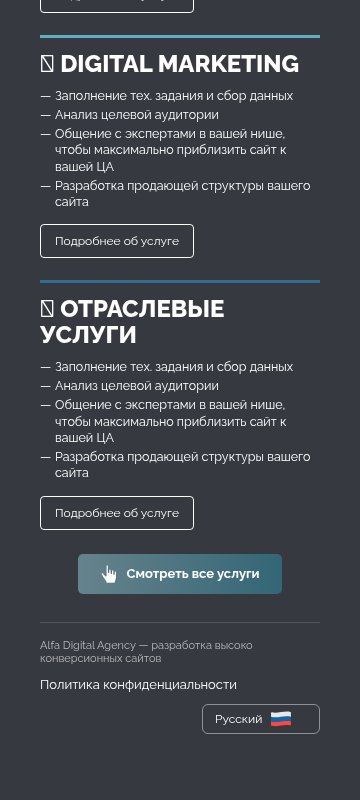 DIGITAL MARKETING
— Заполнение тех. задания и сбор данных
— Анализ целевой аудитории
— Общение с экспертами в вашей нише,
чтобы максимально приблизить сайт к
вашей ЦА
— Разработка продающей структуры вашего
сайта
Подробнее об услуге
ОТРАСЛЕВЫЕ
УСЛУГИ
— Заполнение тех. задания и сбор данных
— Анализ целевой аудитории
— Общение с экспертами в вашей нише,
чтобы максимально приблизить сайт к
вашей ЦА
— Разработка продающей структуры вашего
сайта
Подробнее об услуге
Смотреть все услуги
Alfa Digital Agency — разработка высоко
конверсионных сайтов
Политика конфиденциальности
Русский